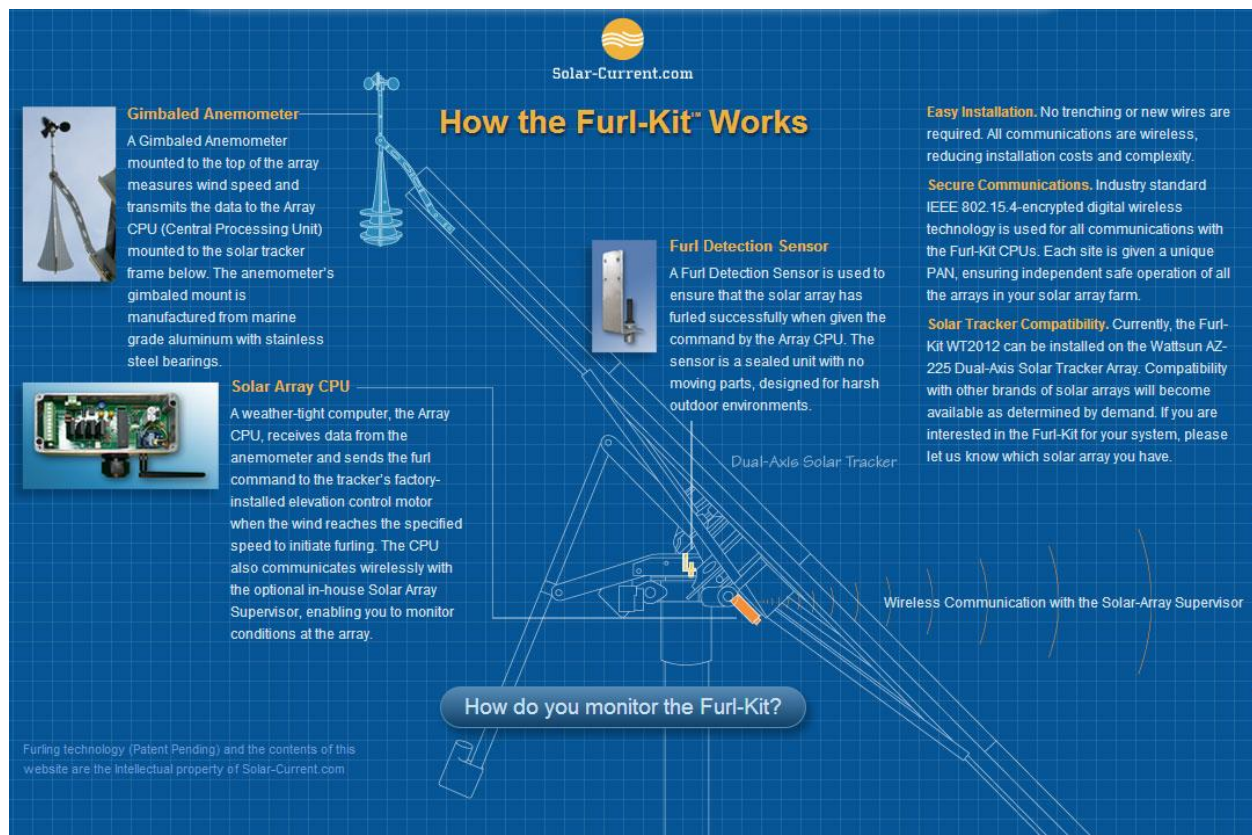 Solar-Current.com
How the Furl-Kit™ Works
Gimbaled Anemometer
A Gimbaled Anemometer
mounted to the top of the array
measures wind speed and
transmits the data to the Array
CPU (Central Processing Unit)
mounted to the solar tracker
frame below. The anemometer's
gimbaled mount is
manufactured from marine
grade aluminum with stainless
steel bearings.
Solar Array CPU
A weather-tight computer, the Array
CPU, receives data from the
anemometer and sends the furl
command to the tracker's factory-
installed elevation control motor
when the wind reaches the specified
speed to initiate furling. The CPU
also communicates wirelessly with
the optional in-house Solar Array
Supervisor, enabling you to monitor
conditions at the array.
Furl Detection Sensor
A Furl Detection Sensor is used to
ensure that the solar array has
furled successfully when given the
command by the Array CPU. The
sensor is a sealed unit with no
moving parts, designed for harsh
outdoor environments.
Dual-Axis Solar Tracker
Easy Installation. No trenching or new wires are
required. All communications are wireless,
reducing installation costs and complexity.
Secure Communications. Industry standard
IEEE 802.15.4-encrypted digital wireless
technology is used for all communications with
the Furl-Kit CPUs. Each site is given a unique
PAN, ensuring independent safe operation of all
the arrays in your solar array farm.
Solar Tracker Compatibility. Currently, the Furl-
Kit WT2012 can be installed on the Wattsun AZ-
225 Dual-Axis Solar Tracker Array. Compatibility
with other brands of solar arrays will become
available as determined by demand. If you are
interested in the Furl-Kit for your system, please
let us know which solar array you have.
Wireless Communication with the Solar-Array Supervisor
How do you monitor the Furl-Kit?
Furling technology (Patent Pending) and the contents of this
website are the Intellectual property of Solar-Current.com